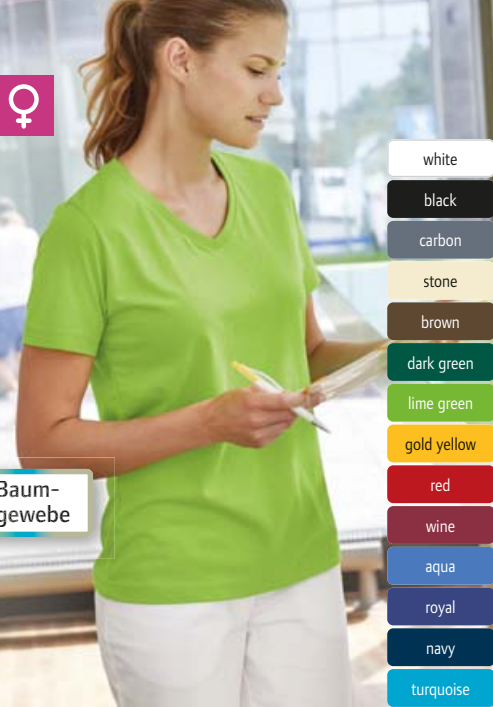 white
black
carbon
stone
brown
dark green
lime green
gold yellow
red
wine
aqua
royal
navy
turquoise
Baum-
gewebe